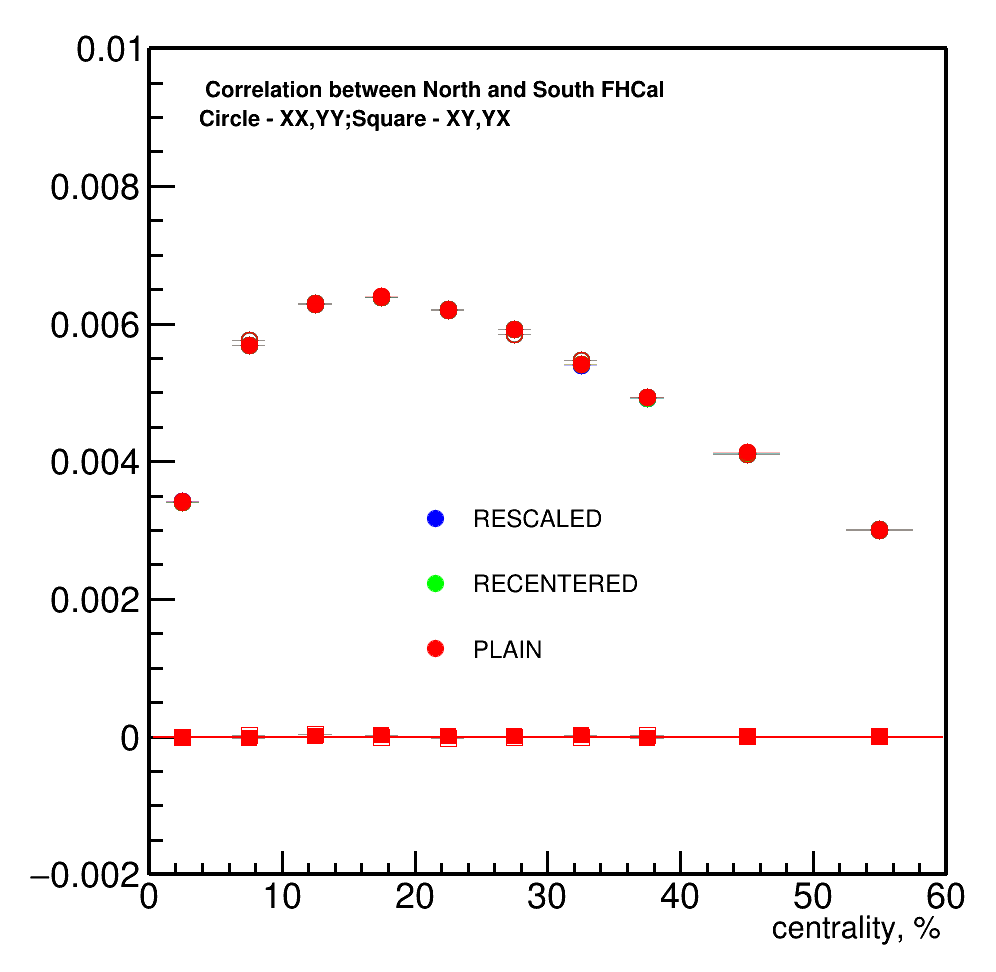 0.01
Correlation between North and South FHCal
Circle - XX,YY;Square - XY,YX
0.008
0.006
0.004
RESCALED
RECENTERED
0.002
PLAIN
0
−0.002
0 10 20 30 40 50 60
centrality, %